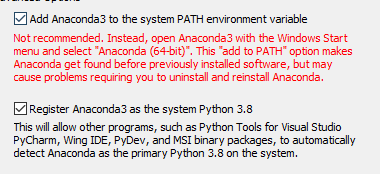 Add Anaconda3 to the system PATH environment variable
Not recommended. Instead, open Anaconda3 with the Windows Start
menu and select "Anaconda (64-bit)". This "add to PATH" option makes
Anaconda get found before previously installed software, but may
cause problems requiring you to uninstall and reinstall Anaconda.
Register Anaconda3 as the system Python 3.8
This will allow other programs, such as Python Tools for Visual Studio
PyCharm, Wing IDE, PyDev, and MSI binary packages, to automatically
detect Anaconda as the primary Python 3.8 on the system.